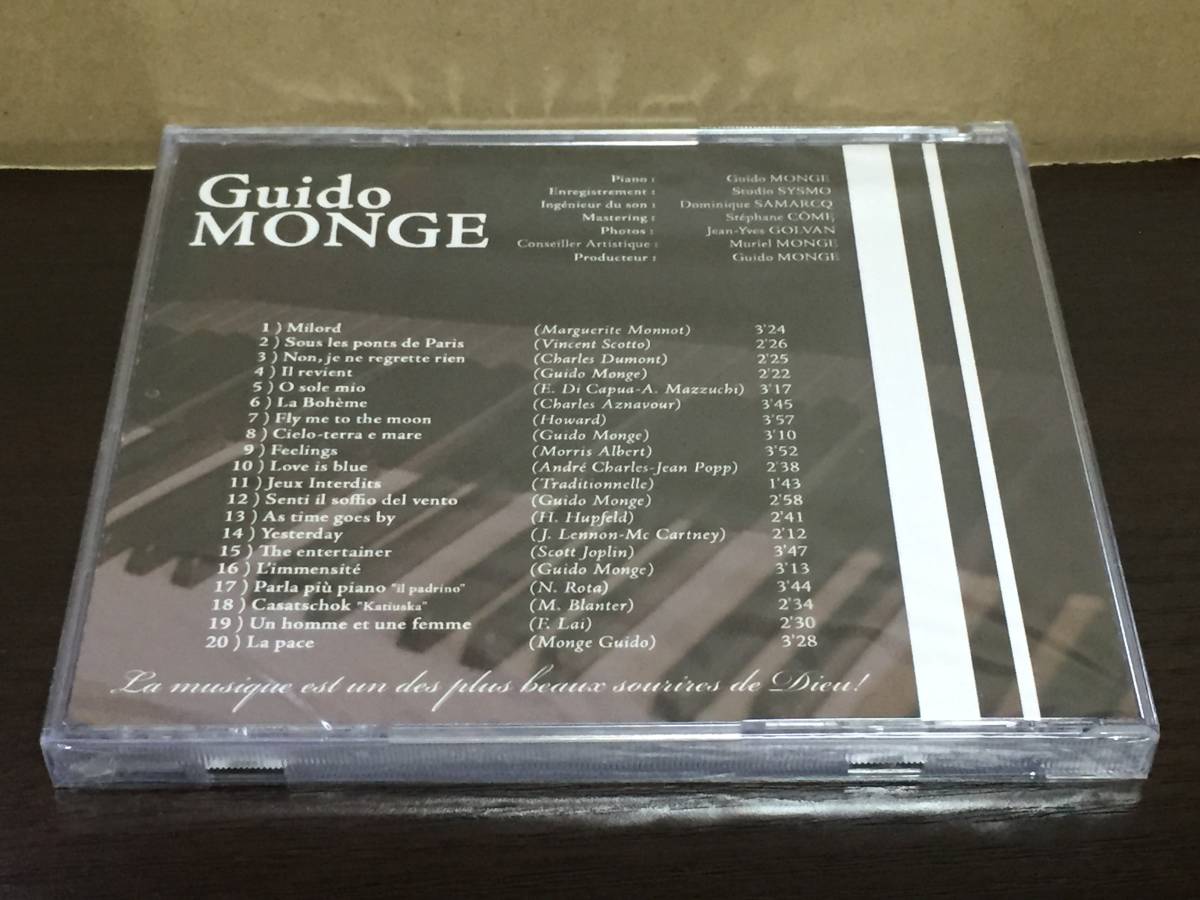 Guido
MONGE
Piano : Guido MONGE
Enregistrement : Studio SYSMO
Ingénieur du son : Dominique SAMARCQ
Mastering : Stéphane CÔME
Photos : Jean-Yves GOLVAN
Conseiller Artistique : Muriel MONGE
Producteur : Guido MONGE
1 ) Milord (Marguerite Monnot) 3'24
2 ) Sous les ponts de Paris (Vincent Scotto) 2'26
3 ) Non, je ne regrette rien (Charles Dumont) 2'25
4 ) Il revient (Guido Monge) 2'22
5 ) O sole mio (E. Di Capua-A. Mazzuchi) 3'17
6 ) La Bohème (Charles Aznavour) 3'45
7 ) Fly me to the moon (Howard) 3'57
8 ) Cielo-terra e mare (Guido Monge) 3'10
9 ) Feelings (Morris Albert) 3'52
10 ) Love is blue (André Charles-Jean Popp) 2'38
11 ) Jeux Interdits (Traditionnelle) 1'43
12 ) Senti il soffio del vento (Guido Monge) 2'58
13 ) As time goes by (H. Hupfeld) 2'41
14 ) Yesterday (J. Lennon-Mc Cartney) 2'12
15 ) The entertainer (Scott Joplin) 3'47
16 ) L'immensité (Guido Monge) 3'13
17 ) Parla più piano "il padrino" (N. Rota) 3'44
18 ) Casatschok "Katiuska" (M. Blanter) 2'34
19 ) Un homme et une femme (F. Lai) 2'30
20 ) La pace (Monge Guido) 3'28
La musique est un des plus beaux sourires de Dieu!